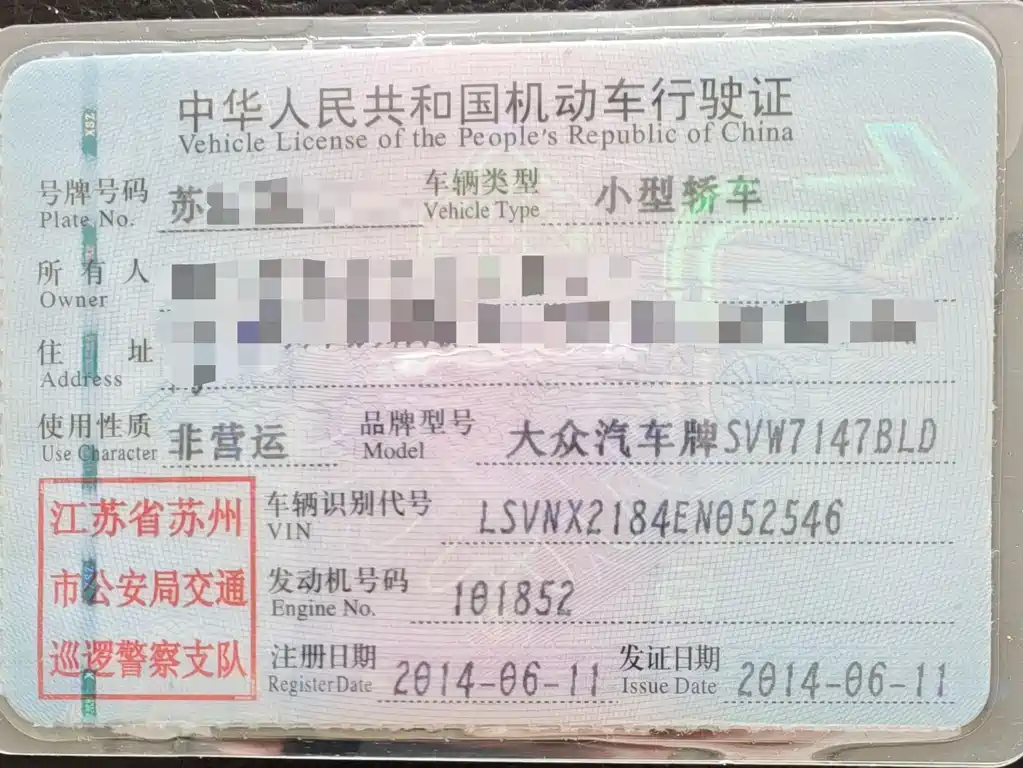 中华人民共和国机动车行驶证
Vehicle License of the People's Republic of China
号牌号码 苏 车辆类型 小型轿车
Plate No. Vehicle Type
所有人
Owner
住址
Address
使用性质 非营运 品牌型号 大众汽车牌SVW7147BLD
Use Character Model
江苏省苏州
市公安局交通
巡逻警察支队
车辆识别代号 LSVNX2184EN052546
VIN
发动机号码 101852
Engine No.
注册日期 2014-06-11 发证日期 2014-06-11
Register Date Issue Date